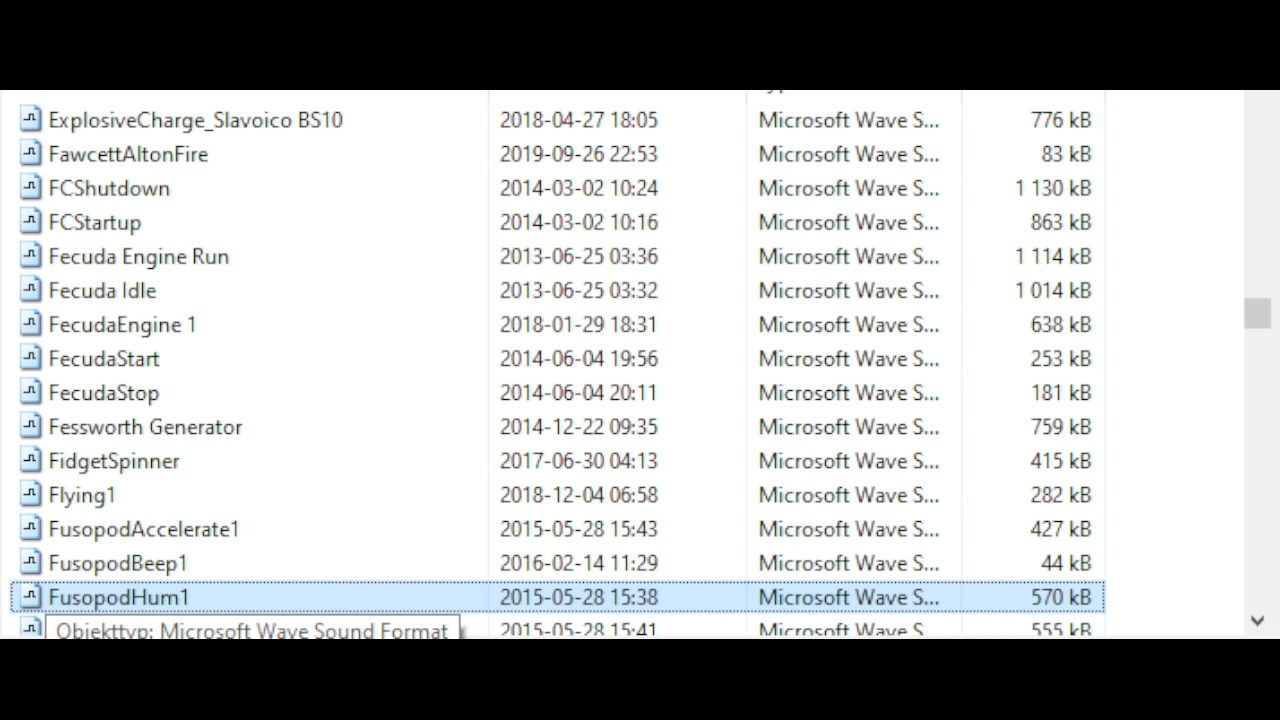 ExplosiveCharge_Slavoico BS10 2018-04-27 18:05 Microsoft Wave S... 776 kB
FawcettAltonFire 2019-09-26 22:53 Microsoft Wave S... 83 kB
FCShutdown 2014-03-02 10:24 Microsoft Wave S... 1 130 kB
FCStartup 2014-03-02 10:16 Microsoft Wave S... 863 kB
Fecuda Engine Run 2013-06-25 03:36 Microsoft Wave S... 1 114 kB
Fecuda Idle 2013-06-25 03:32 Microsoft Wave S... 1 014 kB
FecudaEngine 1 2018-01-29 18:31 Microsoft Wave S... 638 kB
FecudaStart 2014-06-04 19:56 Microsoft Wave S... 253 kB
FecudaStop 2014-06-04 20:11 Microsoft Wave S... 181 kB
Fessworth Generator 2014-12-22 09:35 Microsoft Wave S... 759 kB
FidgetSpinner 2017-06-30 04:13 Microsoft Wave S... 415 kB
Flying1 2018-12-04 06:58 Microsoft Wave S... 282 kB
FusopodAccelerate1 2015-05-28 15:43 Microsoft Wave S... 427 kB
FusopodBeep1 2016-02-14 11:29 Microsoft Wave S... 44 kB
FusopodHum1 2015-05-28 15:38 Microsoft Wave S... 570 kB
Objekttyp: Microsoft Wave Sound Format 2015-05-28 15:41 Microsoft Wave S 555 kB